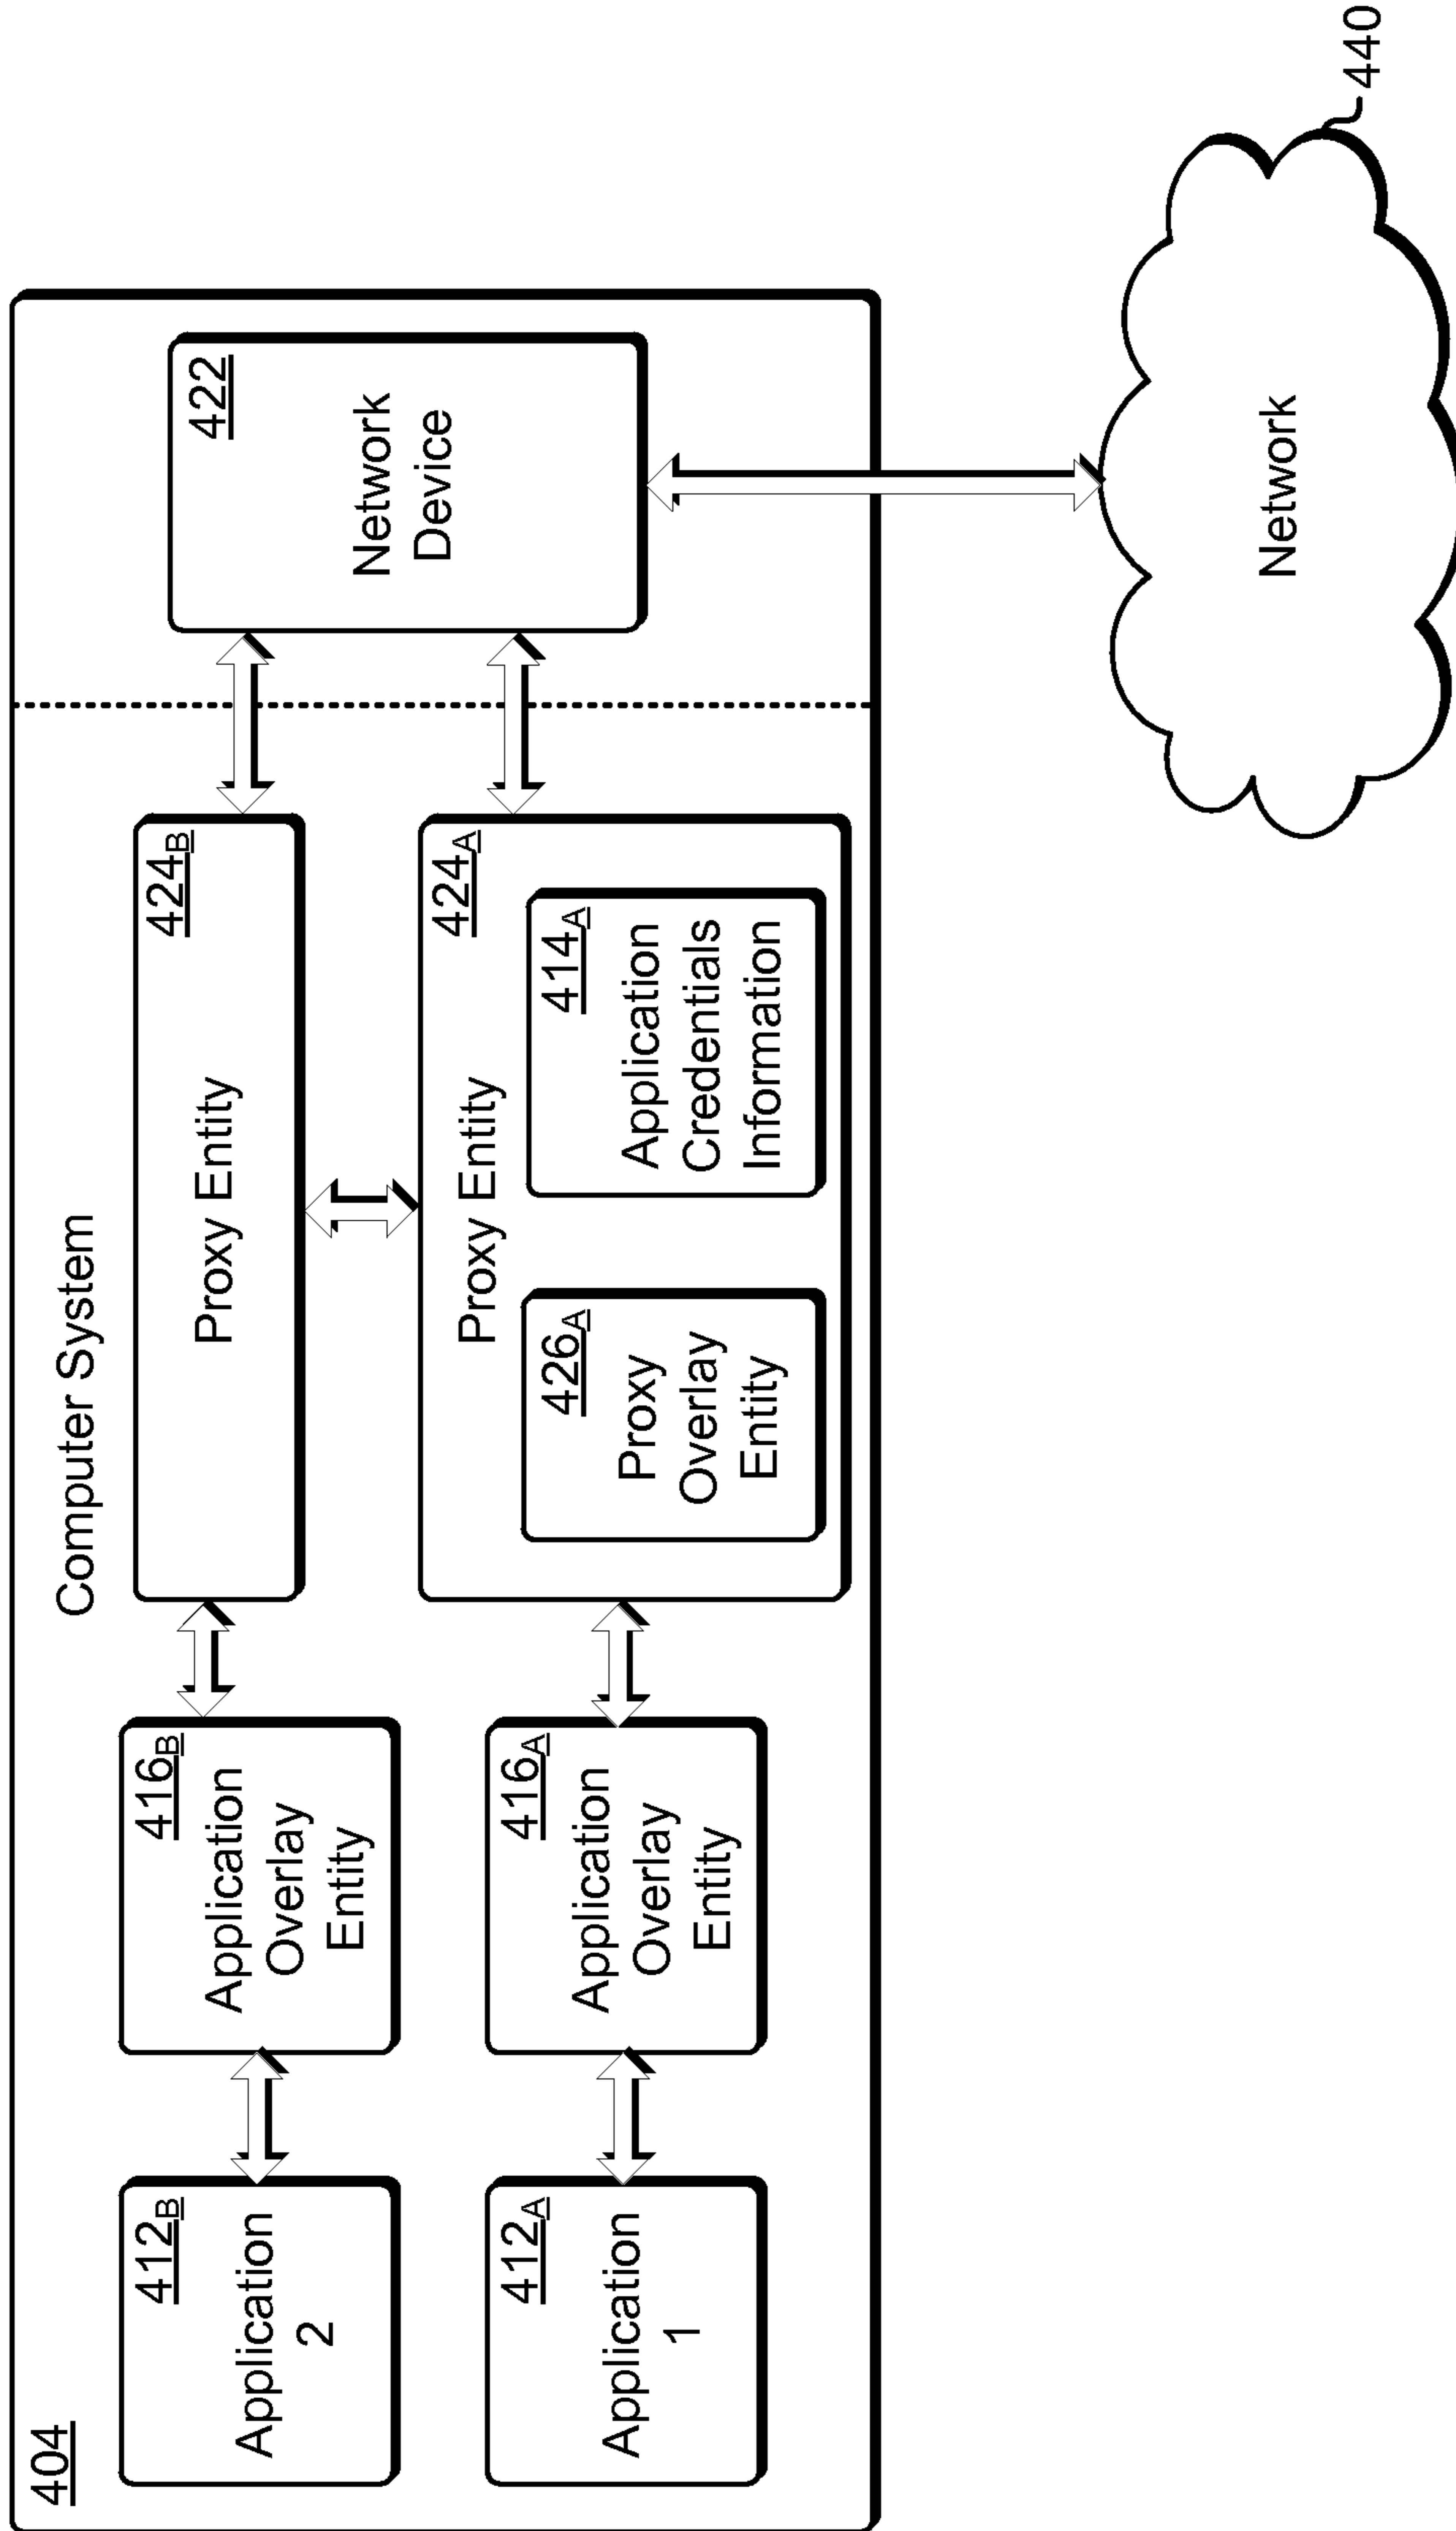 404
Computer System
412B
Application
2
416B
Application
Overlay
Entity
424B
Proxy Entity
422
Network
Device
412A
Application
1
416A
Application
Overlay
Entity
424A
Proxy Entity
426A
Proxy
Overlay
Entity
414A
Application
Credentials
Information
Network
440